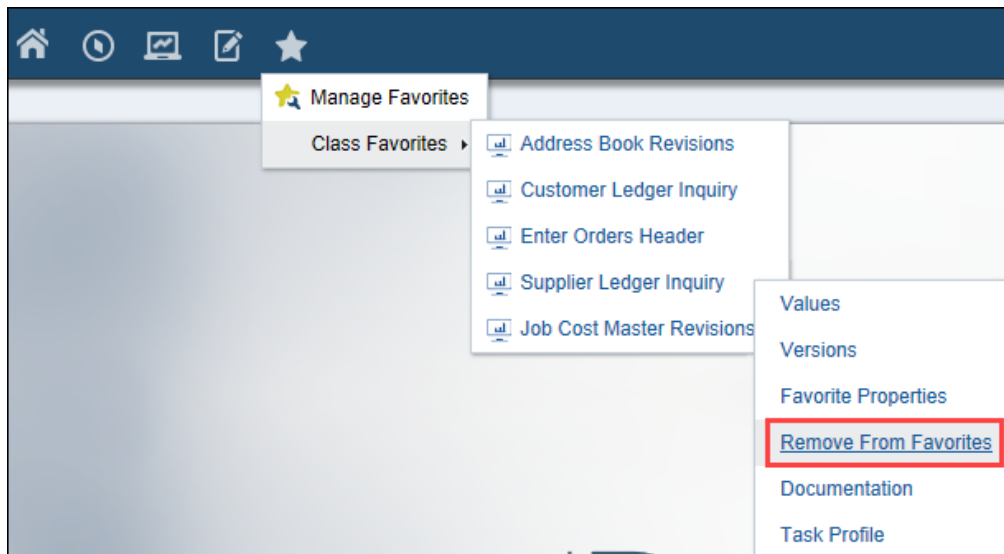 Manage Favorites
Class Favorites
Address Book Revisions
Customer Ledger Inquiry
Enter Orders Header
Supplier Ledger Inquiry
Job Cost Master Revisions
Values
Versions
Favorite Properties
Remove From Favorites
Documentation
Task Profile